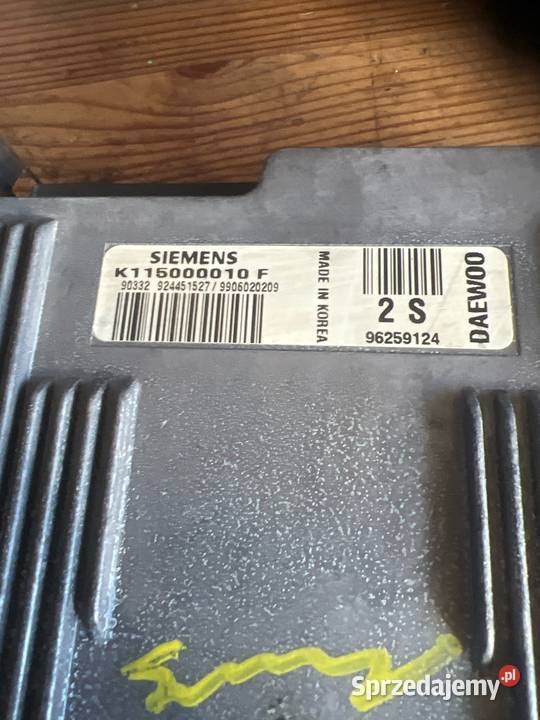 SIEMENS
K115000010 F
90332 924451527/9906020209
MADE IN KOREA
2 S
96259124
DAEWOO
Sprzedajemy.pl